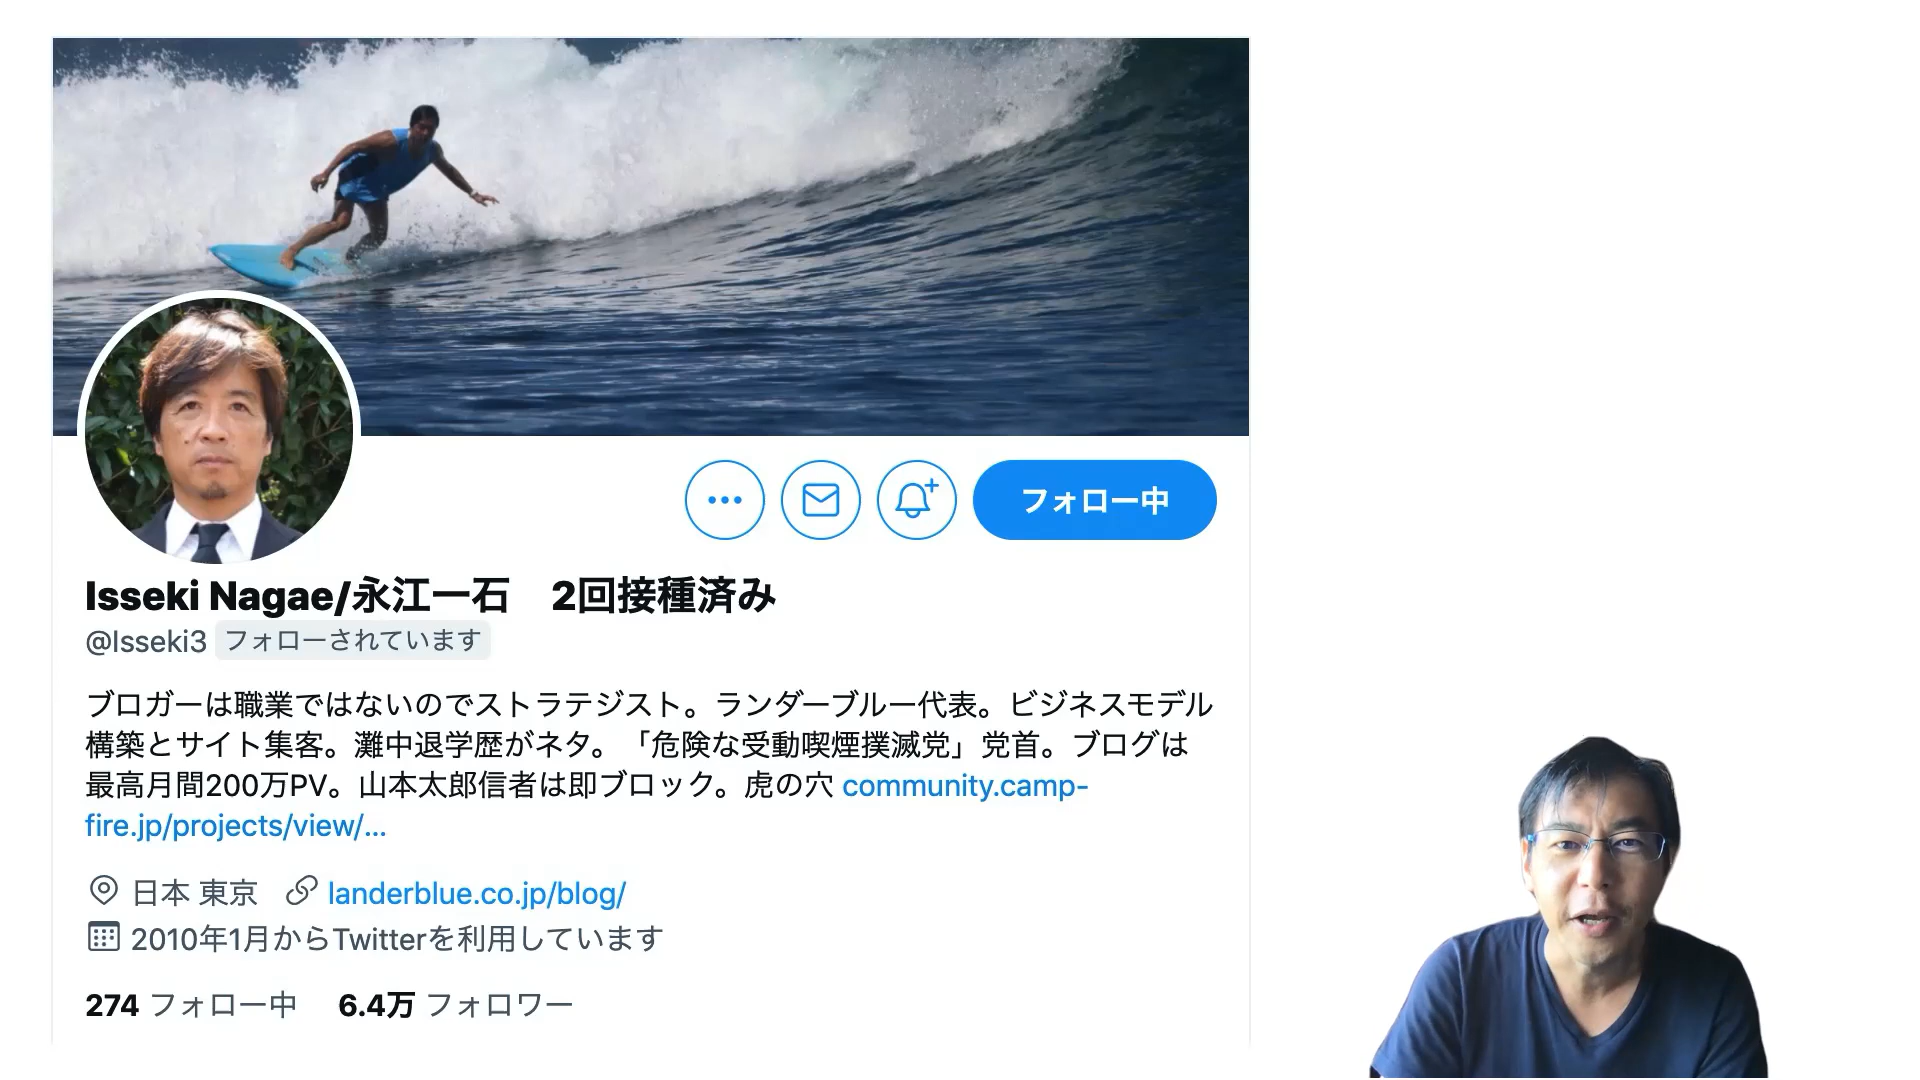 フォロー中
Isseki Nagae/永江一石　2回接種済み
@Isseki3 フォローされています
ブロガーは職業ではないのでストラテジスト。ランダーブルー代表。ビジネスモデル
構築とサイト集客。灘中退学歴がネタ。「危険な受動喫煙撲滅党」党首。ブログは
最高月間200万PV。山本太郎信者は即ブロック。虎の穴 community.camp-
fire.jp/projects/view/...
日本 東京 landerblue.co.jp/blog/
2010年1月からTwitterを利用しています
274 フォロー中 6.4万 フォロワー